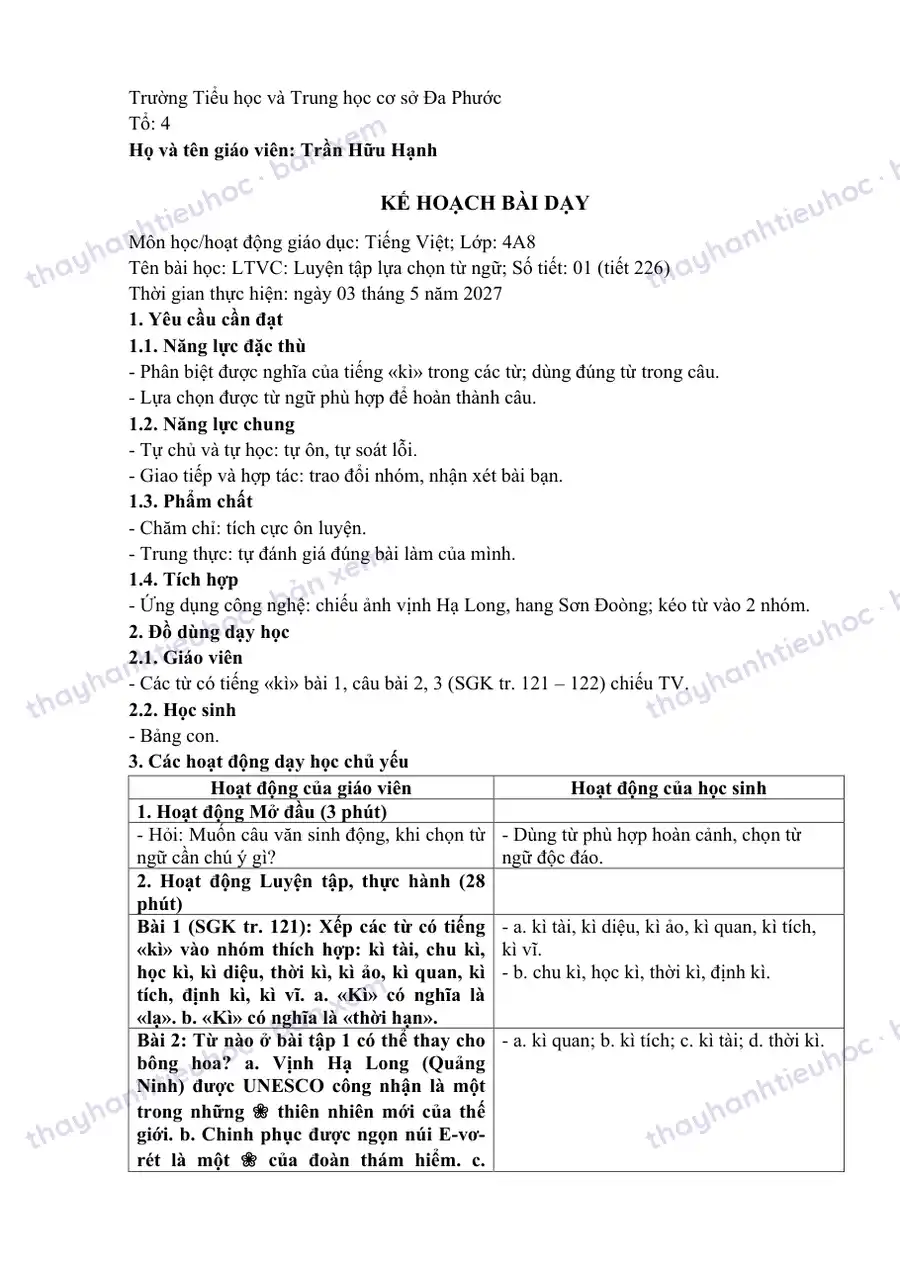 Trường Tiểu học và Trung học cơ sở Đa Phước
Tổ: 4
Họ và tên giáo viên: Trần Hữu Hạnh
KẾ HOẠCH BÀI DẠY
Môn học/hoạt động giáo dục: Tiếng Việt; Lớp: 4A8
Tên bài học: LTVC: Luyện tập lựa chọn từ ngữ; Số tiết: 01 (tiết 226)
Thời gian thực hiện: ngày 03 tháng 5 năm 2027
1. Yêu cầu cần đạt
1.1. Năng lực đặc thù
- Phân biệt được nghĩa của tiếng «kì» trong các từ; dùng đúng từ trong câu.
- Lựa chọn được từ ngữ phù hợp để hoàn thành câu.
1.2. Năng lực chung
- Tự chủ và tự học: tự ôn, tự soát lỗi.
- Giao tiếp và hợp tác: trao đổi nhóm, nhận xét bài bạn.
1.3. Phẩm chất
- Chăm chỉ: tích cực ôn luyện.
- Trung thực: tự đánh giá đúng bài làm của mình.
1.4. Tích hợp
- Ứng dụng công nghệ: chiếu ảnh vịnh Hạ Long, hang Sơn Đoòng; kéo từ vào 2 nhóm.
2. Đồ dùng dạy học
2.1. Giáo viên
- Các từ có tiếng «kì» bài 1, câu bài 2, 3 (SGK tr. 121 – 122) chiếu TV.
2.2. Học sinh
- Bảng con.
3. Các hoạt động dạy học chủ yếu
Hoạt động của giáo viên
Hoạt động của học sinh
1. Hoạt động Mở đầu (3 phút)
- Hỏi: Muốn câu văn sinh động, khi chọn từ
ngữ cần chú ý gì?
- Dùng từ phù hợp hoàn cảnh, chọn từ
ngữ độc đáo.
2. Hoạt động Luyện tập, thực hành (28
phút)
Bài 1 (SGK tr. 121): Xếp các từ có tiếng
«kì» vào nhóm thích hợp: kì tài, chu kì,
học kì, kì diệu, thời kì, kì ảo, kì quan, kì
tích, định kì, kì vĩ. a. «Kì» có nghĩa là
«lạ». b. «Kì» có nghĩa là «thời hạn».
- a. kì tài, kì diệu, kì ảo, kì quan, kì tích,
kì vĩ.
- b. chu kì, học kì, thời kì, định kì.
Bài 2: Từ nào ở bài tập 1 có thể thay cho
bông hoa? a. Vịnh Hạ Long (Quảng
Ninh) được UNESCO công nhận là một
trong những ❀ thiên nhiên mới của thế
giới. b. Chinh phục được ngọn núi E-vơ-
rét là một ❀ của đoàn thám hiểm. c.
- a. kì quan; b. kì tích; c. kì tài; d. thời kì.
thayhanhtieuhoc · bản xem
thayhanhtieuhoc · b
thayhanhtieuhoc · bản xem
thayhanhtieuhoc · b
thayhanhtieuhoc · bản xem
thayhanhtieuhoc · b